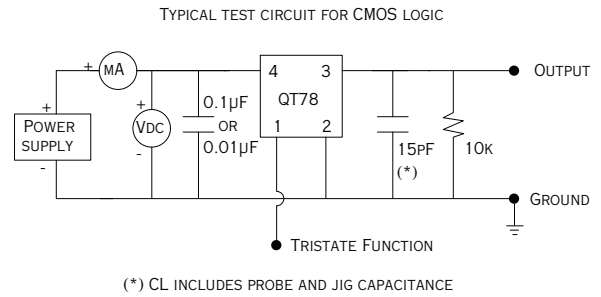 TYPICAL TEST CIRCUIT FOR CMOS LOGIC
+ mA
4 3
QT78
1 2
OUTPUT
+
POWER
SUPPLY
-
+
VDC
-
0.1µF
OR
0.01µF
15PF
(*)
10K
GROUND
TRISTATE FUNCTION
(*) CL INCLUDES PROBE AND JIG CAPACITANCE